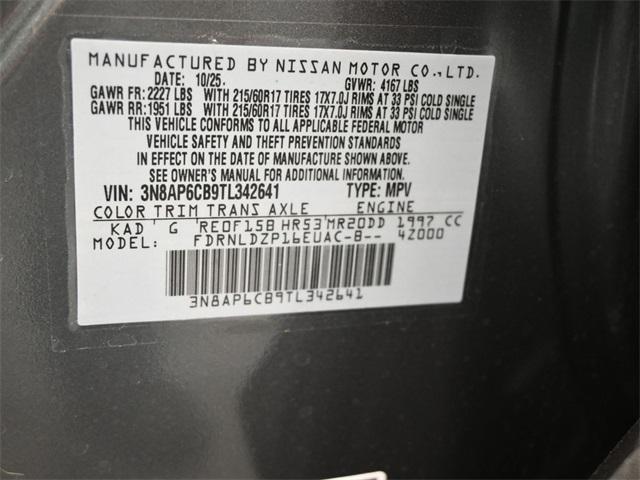 MANUFACTURED BY NISSAN MOTOR CO.,LTD.
DATE: 10/25. GVWR: 4167 LBS
GAWR FR: 2227 LBS WITH 215/60R17 TIRES 17X7.0J RIMS AT 33 PSI COLD SINGLE
GAWR RR: 1951 LBS WITH 215/60R17 TIRES 17X7.0J RIMS AT 33 PSI COLD SINGLE
THIS VEHICLE CONFORMS TO ALL APPLICABLE FEDERAL MOTOR
VEHICLE SAFETY AND THEFT PREVENTION STANDARDS
IN EFFECT ON THE DATE OF MANUFACTURE SHOWN ABOVE.
SEE OWNER'S MANUAL FOR ADDITIONAL INFORMATION
VIN: 3N8AP6CB9TL342641 TYPE: MPV
COLOR TRIM TRANS AXLE ENGINE
KAD G RE0F15B HR53 MR20DD 1997 CC
MODEL: FDRNLDZP16EUAC-B-- 4Z000
3N8AP6CB9TL342641